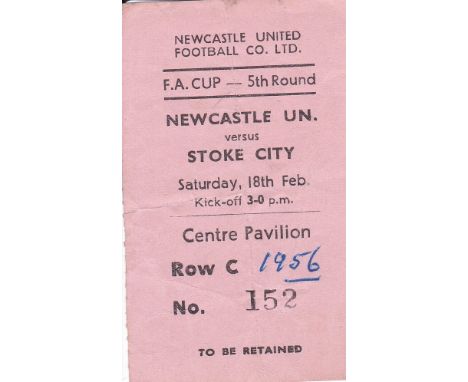 NEWCASTLE UNITED
FOOTBALL CO. LTD.
F.A. CUP — 5th Round
NEWCASTLE UN.
versus
STOKE CITY
Saturday, 18th Feb.
Kick-off 3-0 p.m.
Centre Pavilion
Row C 1956
No. 152
TO BE RETAINED